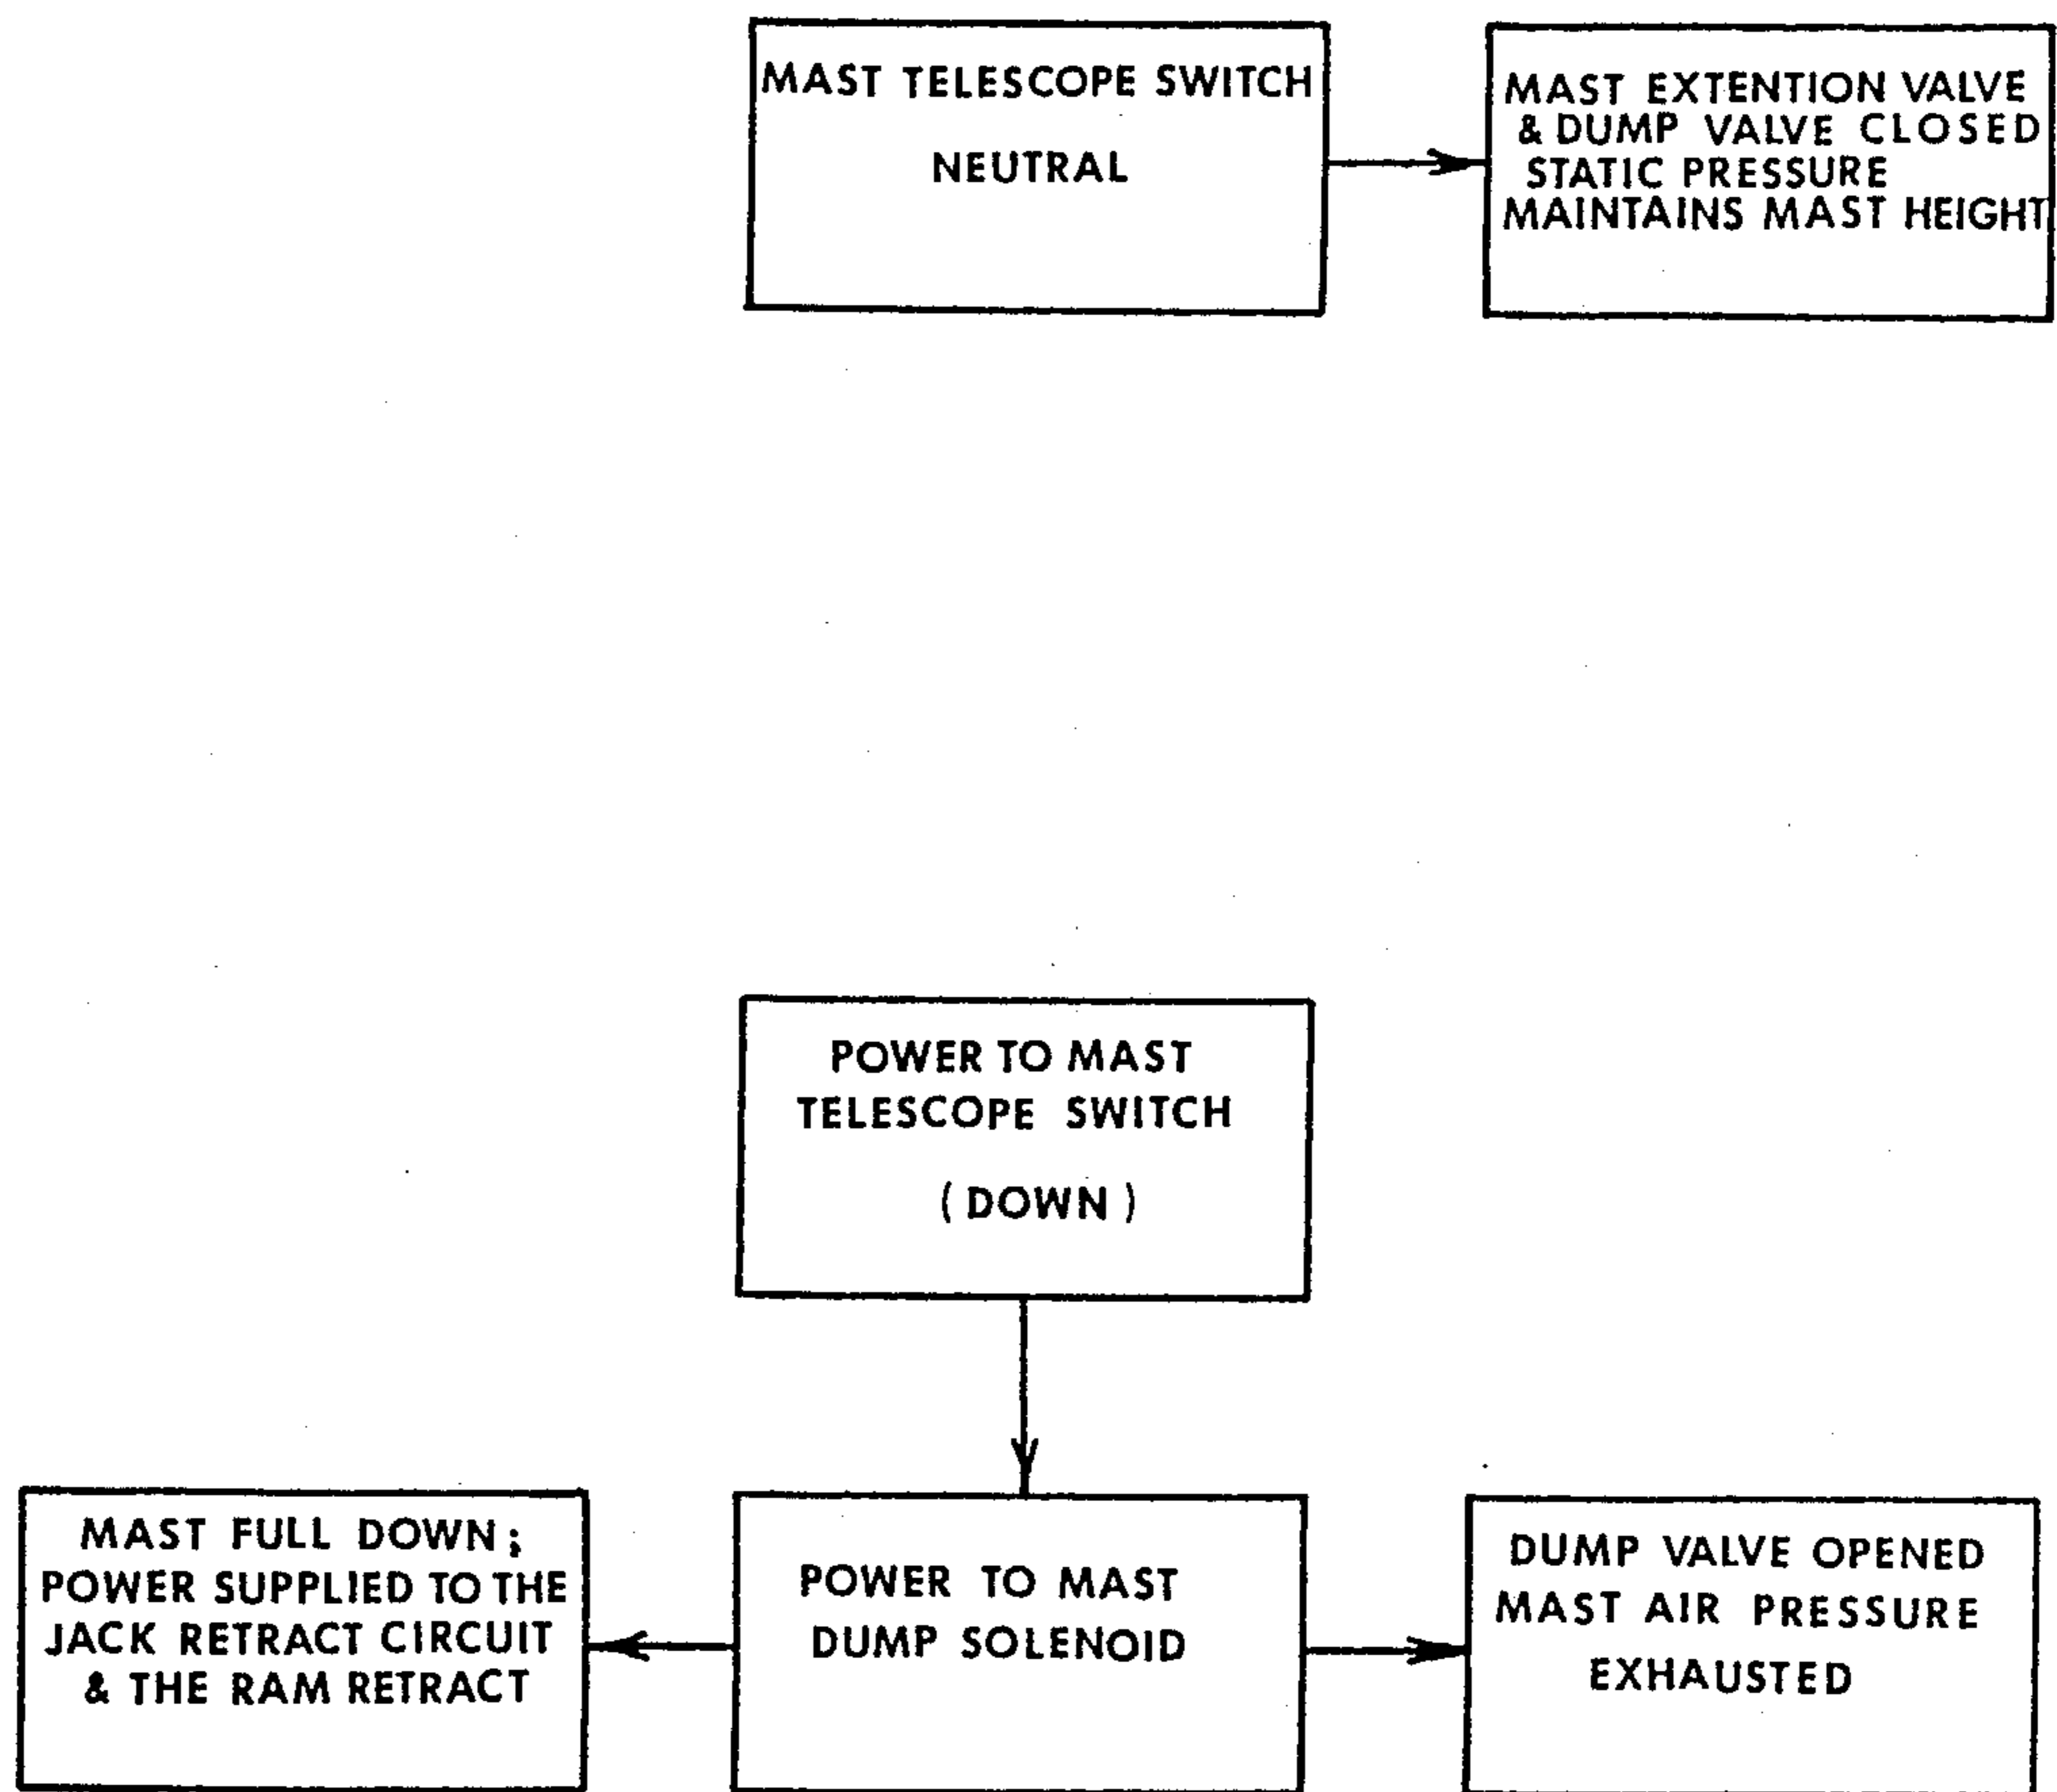 MAST TELESCOPE SWITCH
NEUTRAL
MAST EXTENTION VALVE
& DUMP VALVE CLOSED
STATIC PRESSURE
MAINTAINS MAST HEIGHT
POWER TO MAST
TELESCOPE SWITCH
( DOWN )
MAST FULL DOWN;
POWER SUPPLIED TO THE
JACK RETRACT CIRCUIT
& THE RAM RETRACT
POWER TO MAST
DUMP SOLENOID
DUMP VALVE OPENED
MAST AIR PRESSURE
EXHAUSTED